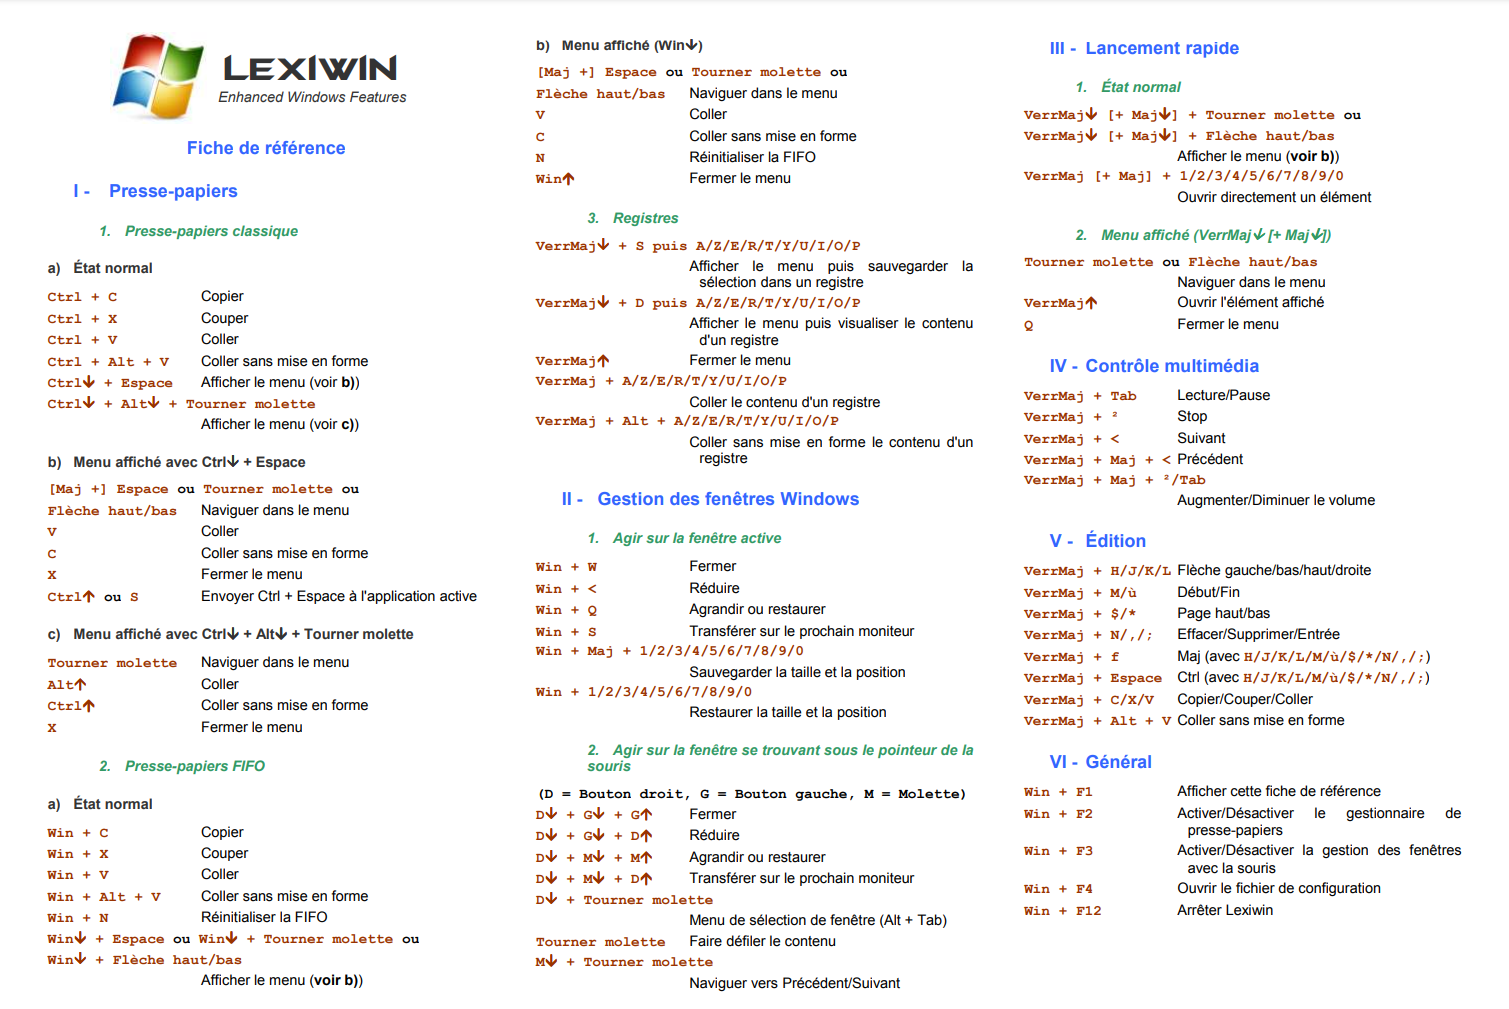 LEXIWIN
Enhanced Windows Features
Fiche de référence
I - Presse-papiers
1. Presse-papiers classique
a) État normal
Ctrl + C Copier
Ctrl + X Couper
Ctrl + V Coller
Ctrl + Alt + V Coller sans mise en forme
Ctrl🡫 + Espace Afficher le menu (voir b))
Ctrl🡫 + Alt🡫 + Tourner molette
Afficher le menu (voir c))
b) Menu affiché avec Ctrl🡫 + Espace
[Maj +] Espace ou Tourner molette ou
Flèche haut/bas Naviguer dans le menu
V Coller
C Coller sans mise en forme
X Fermer le menu
Ctrl🡩 ou S Envoyer Ctrl + Espace à l'application active
c) Menu affiché avec Ctrl🡫 + Alt🡫 + Tourner molette
Tourner molette Naviguer dans le menu
Alt🡩 Coller
Ctrl🡩 Coller sans mise en forme
X Fermer le menu
2. Presse-papiers FIFO
a) État normal
Win + C Copier
Win + X Couper
Win + V Coller
Win + Alt + V Coller sans mise en forme
Win + N Réinitialiser la FIFO
Win🡫 + Espace ou Win🡫 + Tourner molette ou
Win🡫 + Flèche haut/bas
Afficher le menu (voir b))
b) Menu affiché (Win🡫)
[Maj +] Espace ou Tourner molette ou
Flèche haut/bas Naviguer dans le menu
V Coller
C Coller sans mise en forme
N Réinitialiser la FIFO
Win🡩 Fermer le menu
3. Registres
VerrMaj🡫 + S puis A/Z/E/R/T/Y/U/I/O/P
Afficher le menu puis sauvegarder la
sélection dans un registre
VerrMaj🡫 + D puis A/Z/E/R/T/Y/U/I/O/P
Afficher le menu puis visualiser le contenu
d'un registre
VerrMaj🡩 Fermer le menu
VerrMaj + A/Z/E/R/T/Y/U/I/O/P
Coller le contenu d'un registre
VerrMaj + Alt + A/Z/E/R/T/Y/U/I/O/P
Coller sans mise en forme le contenu d'un
registre
II - Gestion des fenêtres Windows
1. Agir sur la fenêtre active
Win + W Fermer
Win + < Réduire
Win + Q Agrandir ou restaurer
Win + S Transférer sur le prochain moniteur
Win + Maj + 1/2/3/4/5/6/7/8/9/0
Sauvegarder la taille et la position
Win + 1/2/3/4/5/6/7/8/9/0
Restaurer la taille et la position
2. Agir sur la fenêtre se trouvant sous le pointeur de la
souris
(D = Bouton droit, G = Bouton gauche, M = Molette)
D🡫 + G🡫 + G🡩 Fermer
D🡫 + G🡫 + D🡩 Réduire
D🡫 + M🡫 + M🡩 Agrandir ou restaurer
D🡫 + M🡫 + D🡩 Transférer sur le prochain moniteur
D🡫 + Tourner molette
Menu de sélection de fenêtre (Alt + Tab)
Tourner molette Faire défiler le contenu
M🡫 + Tourner molette
Naviguer vers Précédent/Suivant
III - Lancement rapide
1. État normal
VerrMaj🡫 [+ Maj🡫] + Tourner molette ou
VerrMaj🡫 [+ Maj🡫] + Flèche haut/bas
Afficher le menu (voir b))
VerrMaj [+ Maj] + 1/2/3/4/5/6/7/8/9/0
Ouvrir directement un élément
2. Menu affiché (VerrMaj🡫 [+ Maj🡫])
Tourner molette ou Flèche haut/bas
Naviguer dans le menu
VerrMaj🡩 Ouvrir l'élément affiché
Q Fermer le menu
IV - Contrôle multimédia
VerrMaj + Tab Lecture/Pause
VerrMaj + ² Stop
VerrMaj + < Suivant
VerrMaj + Maj + < Précédent
VerrMaj + Maj + ²/Tab
Augmenter/Diminuer le volume
V - Édition
VerrMaj + H/J/K/L Flèche gauche/bas/haut/droite
VerrMaj + M/ù Début/Fin
VerrMaj + $/* Page haut/bas
VerrMaj + N/,/; Effacer/Supprimer/Entrée
VerrMaj + f Maj (avec H/J/K/L/M/ù/$/*/N/,/;)
VerrMaj + Espace Ctrl (avec H/J/K/L/M/ù/$/*/N/,/;)
VerrMaj + C/X/V Copier/Couper/Coller
VerrMaj + Alt + V Coller sans mise en forme
VI - Général
Win + F1 Afficher cette fiche de référence
Win + F2 Activer/Désactiver le gestionnaire de
presse-papiers
Win + F3 Activer/Désactiver la gestion des fenêtres
avec la souris
Win + F4 Ouvrir le fichier de configuration
Win + F12 Arrêter Lexiwin